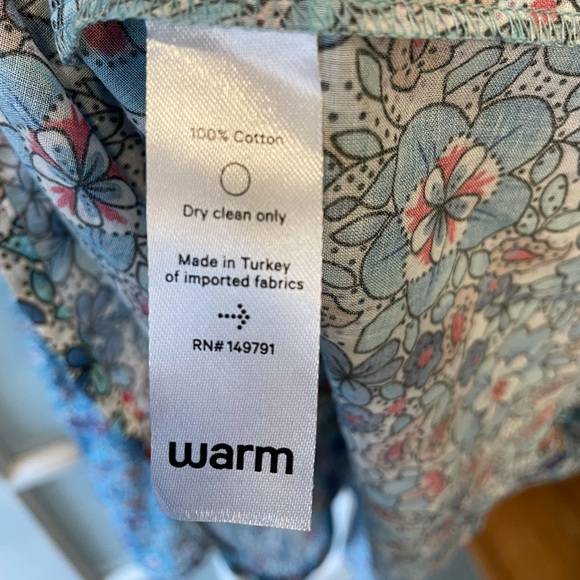 100% Cotton
Dry clean only
Made in Turkey
of imported fabrics
RN# 149791
warm